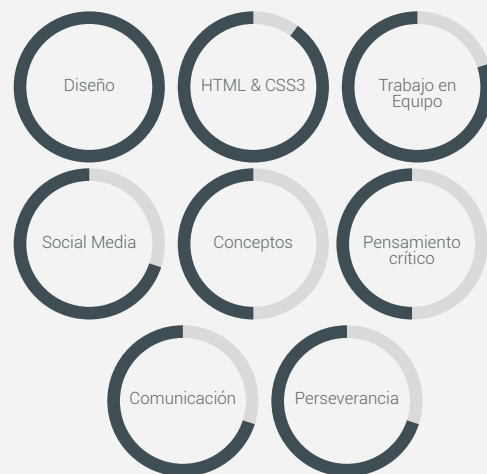 Diseño
HTML & CSS3
Trabajo en
Equipo
Social Media
Conceptos
Pensamiento
crítico
Comunicación
Perseverancia